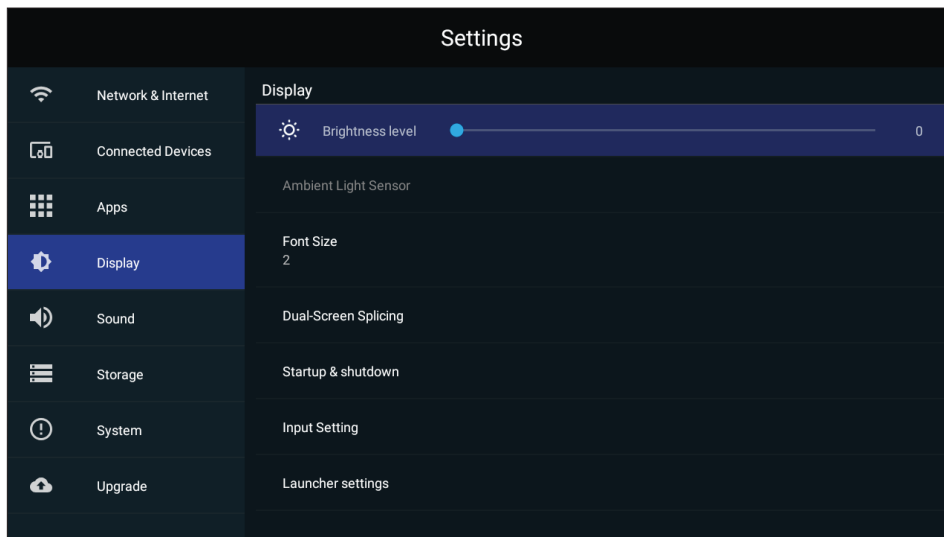 Settings
Network & Internet
Connected Devices
Apps
Display
Sound
Storage
System
Upgrade
Display
Brightness level 0
Ambient Light Sensor
Font Size
2
Dual-Screen Splicing
Startup & shutdown
Input Setting
Launcher settings